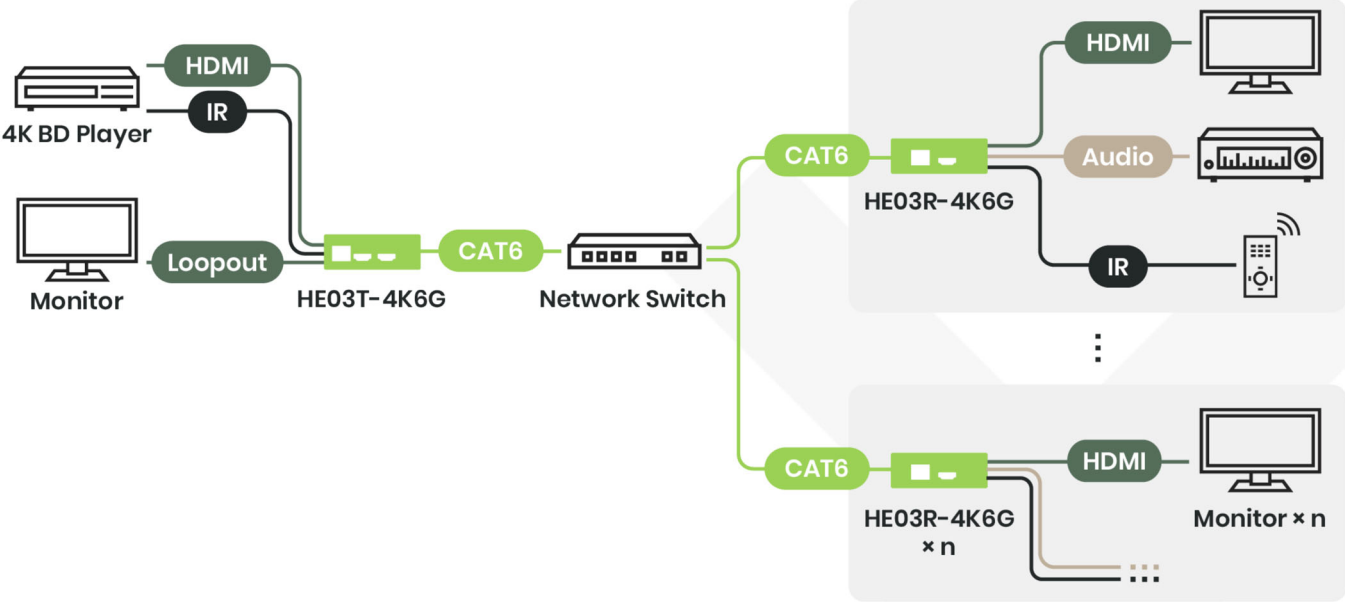 HDMI
IR
4K BD Player
Loopout
Monitor
HE03T-4K6G
CAT6
Network Switch
CAT6
HE03R-4K6G
HDMI
Audio
IR
CAT6
HE03R-4K6G
× n
HDMI
Monitor × n